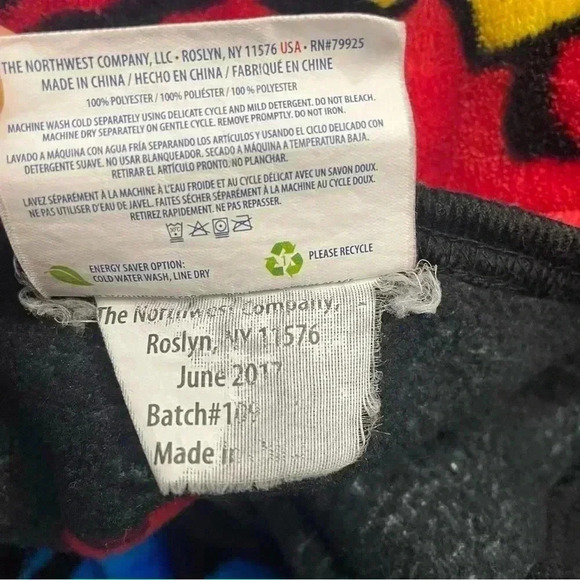 THE NORTHWEST COMPANY, LLC • ROSLYN, NY 11576 USA • RN#79925
MADE IN CHINA / HECHO EN CHINA / FABRIQUÉ EN CHINE
100% POLYESTER / 100% POLIÉSTER / 100 % POLYESTER
MACHINE WASH COLD SEPARATELY USING DELICATE CYCLE AND MILD DETERGENT. DO NOT BLEACH.
MACHINE DRY SEPARATELY ON GENTLE CYCLE. REMOVE PROMPTLY. DO NOT IRON.
LAVADO A MÁQUINA CON AGUA FRÍA SEPARANDO LOS ARTÍCULOS Y USANDO EL CICLO DELICADO CON
DETERGENTE SUAVE. NO USAR BLANQUEADOR. SECADO A MÁQUINA A TEMPERATURA BAJA.
RETIRAR EL ARTÍCULO PRONTO. NO PLANCHAR.
LAVEZ SÉPARÉMENT À LA MACHINE À L'EAU FROIDE ET AU CYCLE DÉLICAT AVEC UN SAVON DOUX.
NE PAS UTILISER D'EAU DE JAVEL. FAITES SÉCHER SÉPARÉMENT À LA MACHINE AU CYCLE DOUX.
RETIREZ RAPIDEMENT. NE PAS REPASSER.
ENERGY SAVER OPTION:
COLD WATER WASH, LINE DRY
1
PLEASE RECYCLE
The Northwest Company,
Roslyn, NY 11576
June 2017
Batch#10
Made in